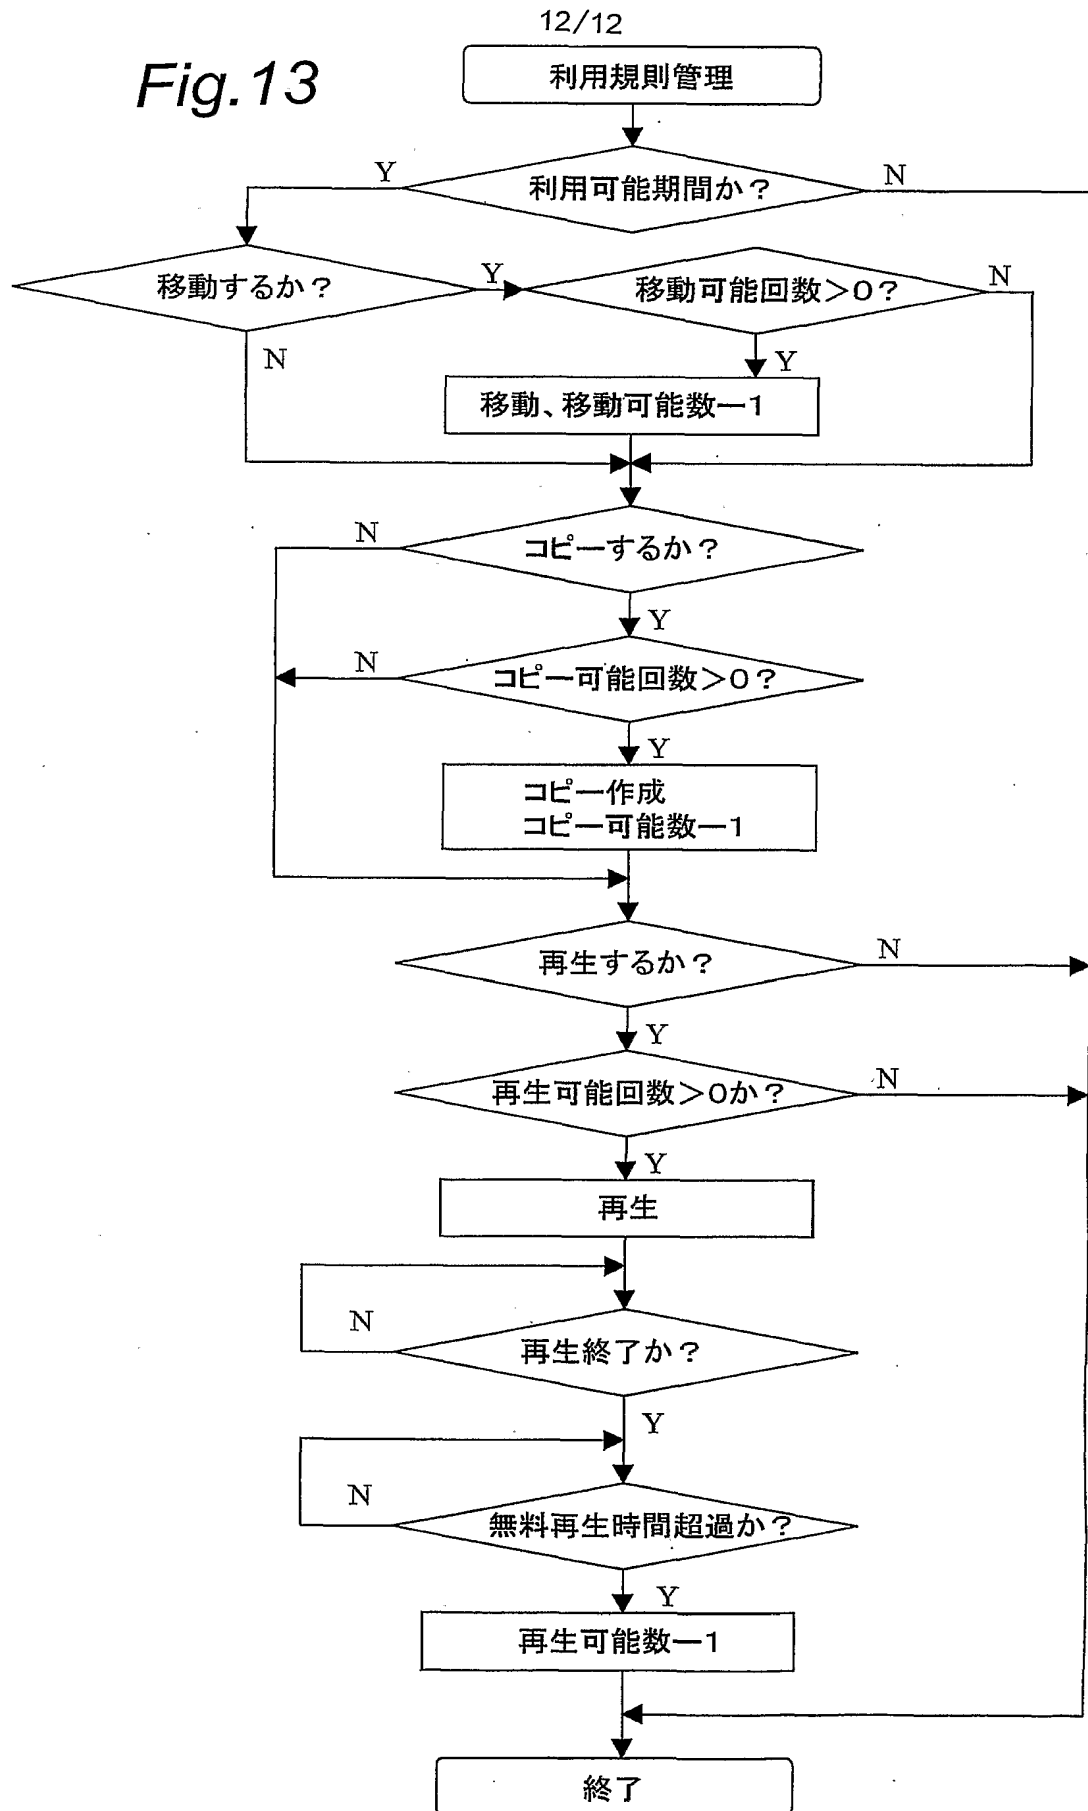 12/12
Fig.13
利用規則管理
利用可能期間か？
Y
N
移動するか？
Y
移動可能回数＞0？
N
N
Y
移動、移動可能数ー1
コピーするか？
N
Y
コピー可能回数＞0？
N
Y
コピー作成
コピー可能数ー1
再生するか？
N
Y
再生可能回数＞0か？
N
Y
再生
再生終了か？
N
Y
無料再生時間超過か？
N
Y
再生可能数ー1
終了